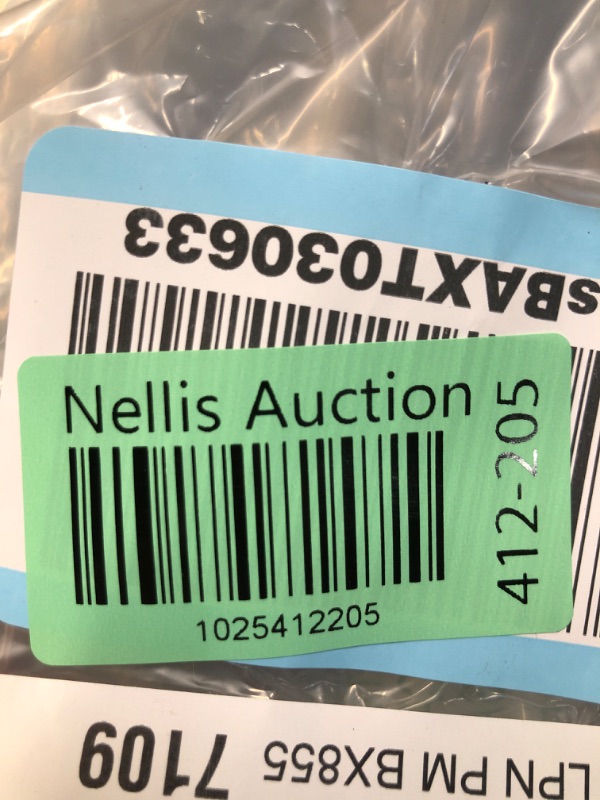 sBAXT030633
Nellis Auction
412-205
1025412205
LPN PM BX855 7109